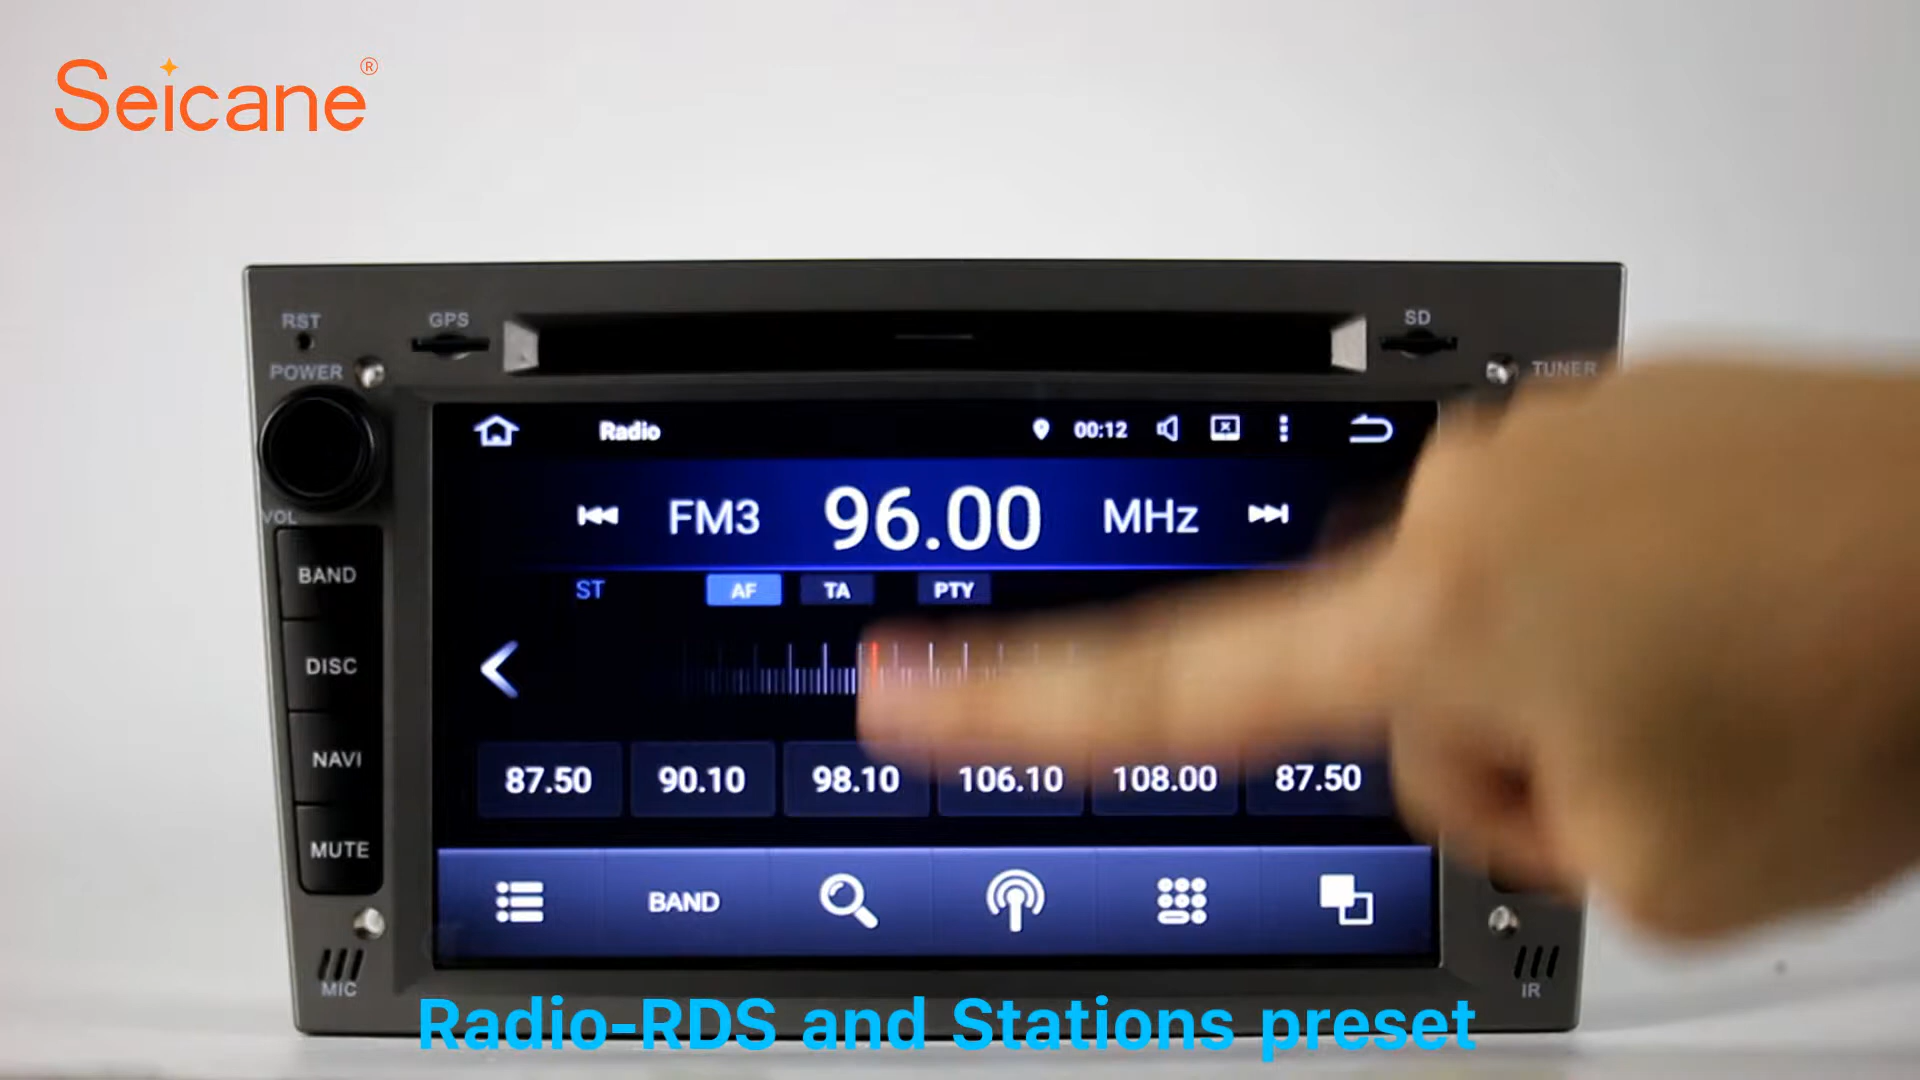 Seicane®
RST
GPS
SD
POWER
TUNER
Radio
00:12
FM3 96.00 MHz
VOL
BAND
ST AF TA PTY
DISC
NAVI
87.50 90.10 98.10 106.10 108.00 87.50
MUTE
BAND
MIC
IR
Radio-RDS and Stations preset